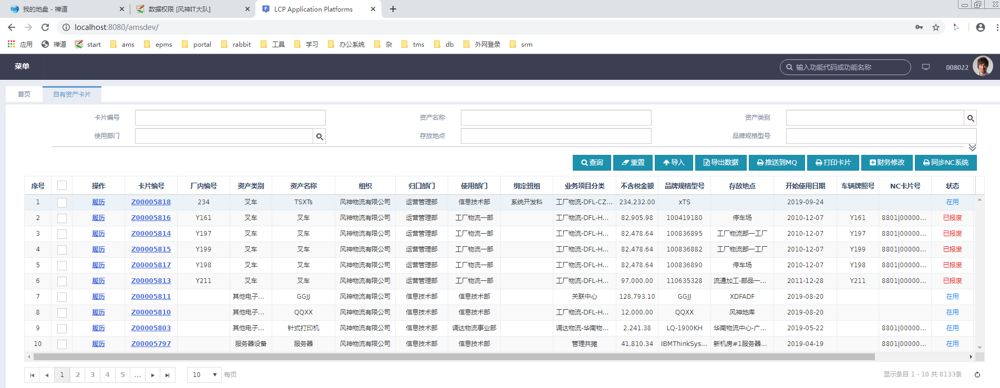 我的地盘 - 禅道 数据权限 [风神IT大队] LCP Application Platforms
localhost:8080/amsdev/
应用 禅道 start ams epms portal rabbit 工具 学习 办公系统 杂 tms db 外网登录 srm
菜单 输入功能代码或功能名称 008022
首页 自有资产卡片
卡片编号 资产名称 资产类别
使用部门 存放地点 品牌规格型号
查询 重置 导入 导出数据 推送到MQ 打印卡片 财务修改 同步NC系统
序号 操作 卡片编号 厂内编号 资产类别 资产名称 组织 归口部门 使用部门 绑定班组 业务项目分类 不含税金额 品牌规格型号 存放地点 开始使用日期 车辆牌照号 NC卡片号 状态
1 履历 Z00005818 234 叉车 TSXTs 风神物流有限公司 运营管理部 信息技术部 系统开发科 工厂物流-DFL-CZ... 234,232.00 xTS 2019-09-24 在用
2 履历 Z00005816 Y161 叉车 叉车 风神物流有限公司 运营管理部 工厂物流一部 工厂物流-DFL-H... 82,905.98 100419180 停车场 2010-12-07 Y161 8801|00000... 已报废
3 履历 Z00005814 Y197 叉车 叉车 风神物流有限公司 运营管理部 工厂物流一部 工厂物流-DFL-H... 82,478.64 100836895 工厂物流部一工厂 2010-12-07 Y197 8801|00000... 已报废
4 履历 Z00005815 Y199 叉车 叉车 风神物流有限公司 运营管理部 工厂物流一部 工厂物流-DFL-H... 82,478.64 100836882 工厂物流部一工厂 2010-12-07 Y199 8801|00000... 已报废
5 履历 Z00005817 Y198 叉车 叉车 风神物流有限公司 运营管理部 工厂物流一部 工厂物流-DFL-H... 82,478.64 100836890 停车场 2010-12-07 Y198 8801|00000... 已报废
6 履历 Z00005813 Y211 叉车 叉车 风神物流有限公司 运营管理部 工厂物流一部 工厂物流-DFL-H... 97,000.00 110635328 流通加工-部品一... 2011-12-28 Y211 8801|00000... 已报废
7 履历 Z00005811 其他电子... GGJJ 风神物流有限公司 信息技术部 信息技术部 关联中心 128,793.10 GGJJ XDFADF 2019-08-20 在用
8 履历 Z00005810 其他电子... QQXX 风神物流有限公司 信息技术部 信息技术部 工厂物流-DFL-H... 12,000.00 QQXX 风神地库 2019-08-20 在用
9 履历 Z00005803 其他电子... 针式打印机 风神物流有限公司 信息技术部 调达物流事业部 调达物流-华南物... 2,241.38 LQ-1900KH 华南物流中心-广... 2019-05-22 8801|00000... 在用
10 履历 Z00005797 服务器设备 服务器 风神物流有限公司 信息技术部 信息技术部 管理共摊 41,810.34 IBMThinkSys... 新机房#1服务器... 2019-04-19 8801|00000... 在用
1 2 3 4 5 ... 10 每页 显示条目 1 - 10 共 8133条